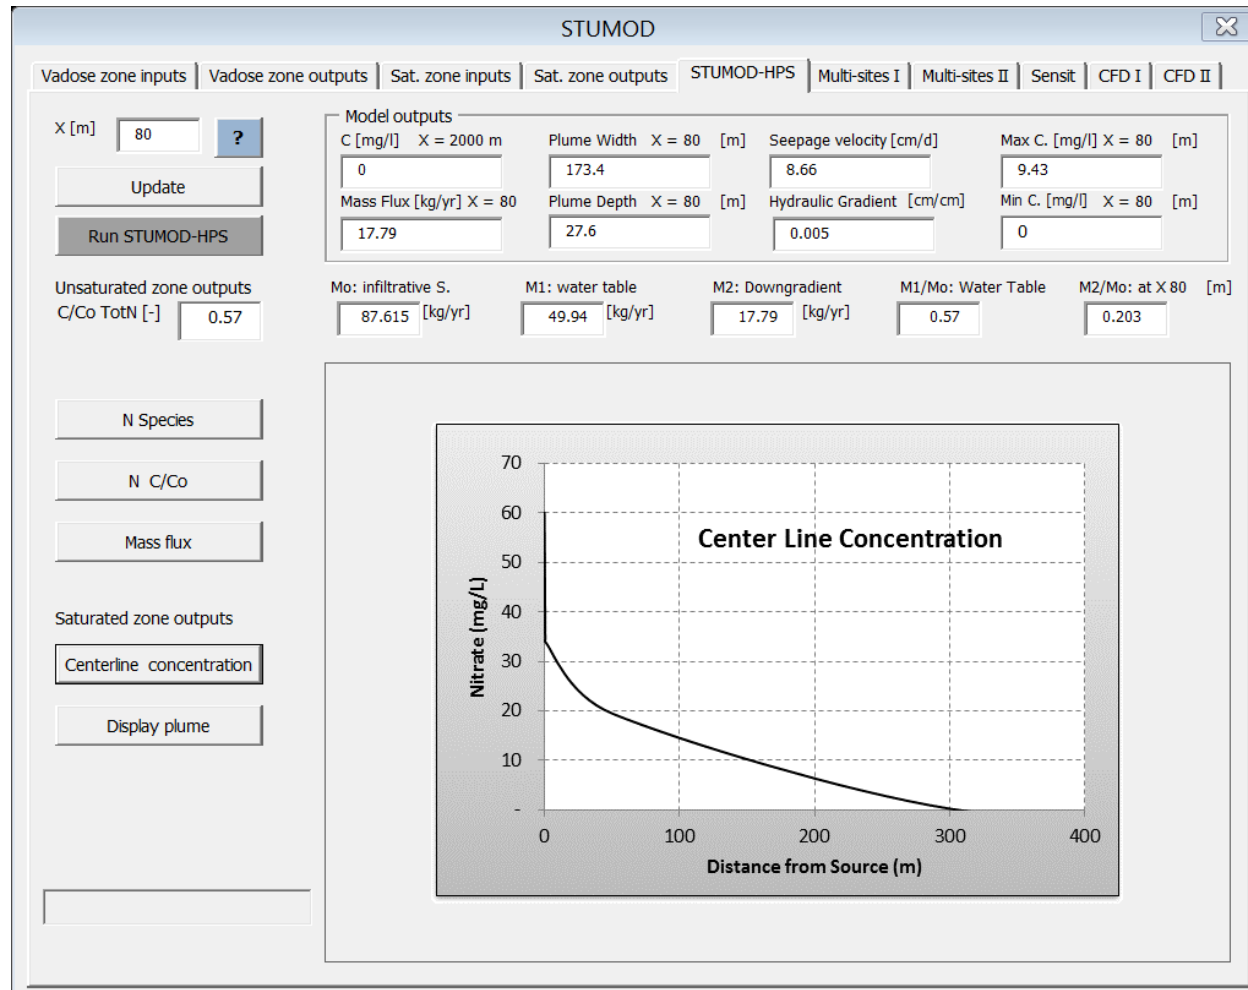 STUMOD
Vadose zone inputs Vadose zone outputs Sat. zone inputs Sat. zone outputs STUMOD-HPS Multi-sites I Multi-sites II Sensit CFD I CFD II
X [m] 80 ?
Update
Run STUMOD-HPS
Model outputs
C [mg/l] X = 2000 m Plume Width X = 80 [m] Seepage velocity [cm/d] Max C. [mg/l] X = 80 [m]
0 173.4 8.66 9.43
Mass Flux [kg/yr] X = 80 Plume Depth X = 80 [m] Hydraulic Gradient [cm/cm] Min C. [mg/l] X = 80 [m]
17.79 27.6 0.005 0
Unsaturated zone outputs
C/Co TotN [-] 0.57
Mo: infiltrative S. M1: water table M2: Downgradient M1/Mo: Water Table M2/Mo: at X 80 [m]
87.615 [kg/yr] 49.94 [kg/yr] 17.79 [kg/yr] 0.57 0.203
N Species
N C/Co
Mass flux
Saturated zone outputs
Centerline concentration
Display plume
Center Line Concentration
Nitrate (mg/L)
70
60
50
40
30
20
10
-
0 100 200 300 400
Distance from Source (m)